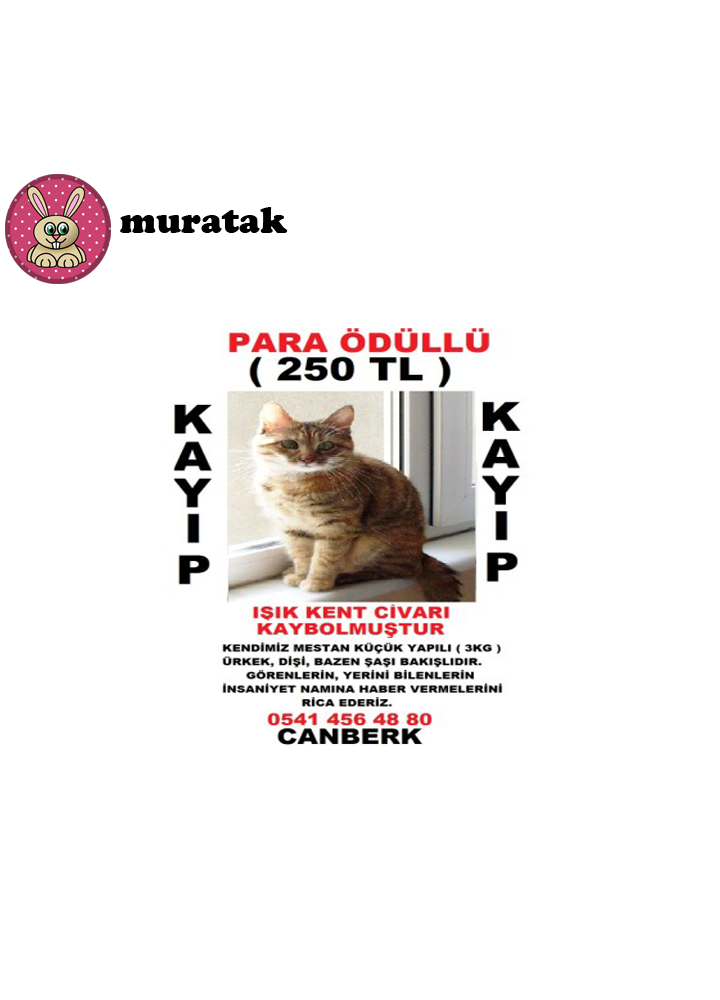 muratak
PARA ÖDÜLLÜ
( 250 TL )
KAYIP
KAYIP
IŞIK KENT CİVARI
KAYBOLMUŞTUR
KENDİMİZ MESTAN KÜÇÜK YAPILI ( 3KG )
ÜRKEK, DİŞİ, BAZEN ŞAŞI BAKIŞLIDIR.
GÖRENLERİN, YERİNİ BİLENLERİN
İNSANİYET NAMINA HABER VERMELERİNİ
RİCA EDERİZ.
0541 456 48 80
CANBERK